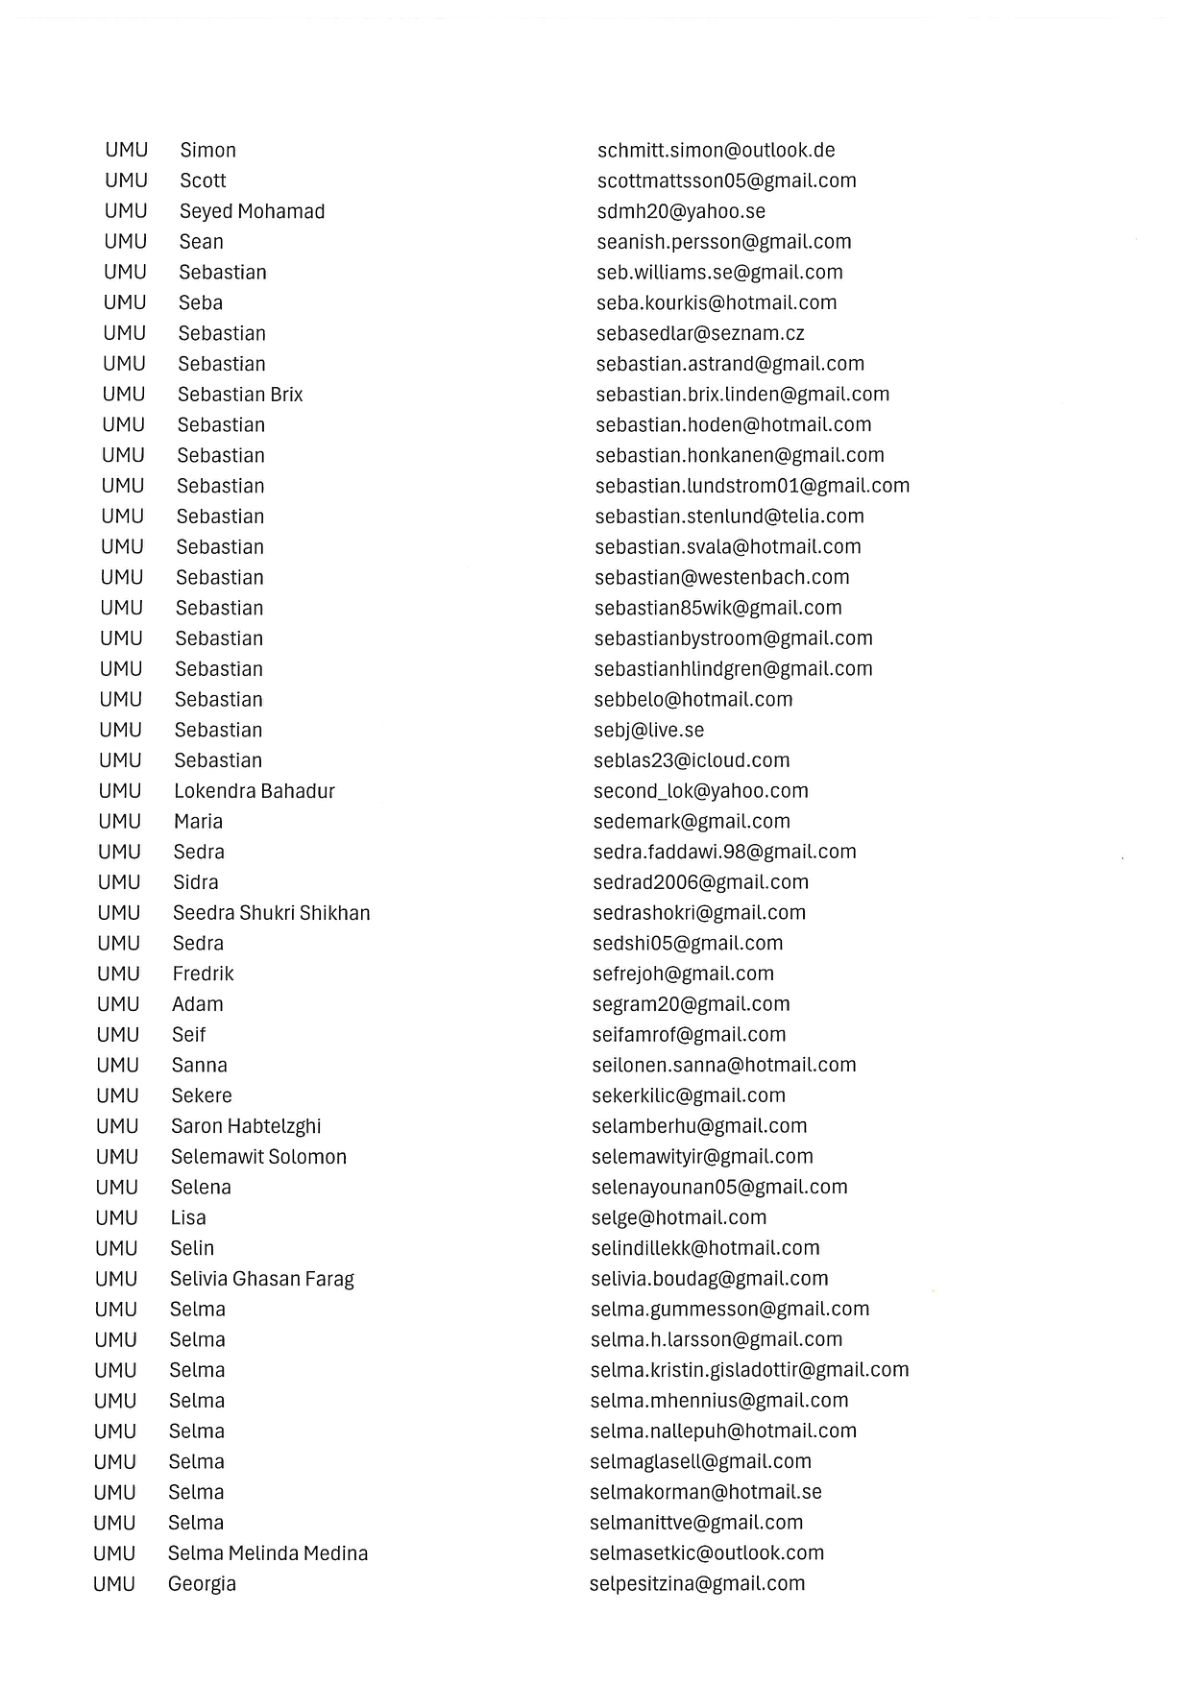 UMU Simon schmitt.simon@outlook.de
UMU Scott scottmattsson05@gmail.com
UMU Seyed Mohamad sdmh20@yahoo.se
UMU Sean seanish.persson@gmail.com
UMU Sebastian seb.williams.se@gmail.com
UMU Seba seba.kourkis@hotmail.com
UMU Sebastian sebasedlar@seznam.cz
UMU Sebastian sebastian.astrand@gmail.com
UMU Sebastian Brix sebastian.brix.linden@gmail.com
UMU Sebastian sebastian.hoden@hotmail.com
UMU Sebastian sebastian.honkanen@gmail.com
UMU Sebastian sebastian.lundstrom01@gmail.com
UMU Sebastian sebastian.stenlund@telia.com
UMU Sebastian sebastian.svala@hotmail.com
UMU Sebastian sebastian@westenbach.com
UMU Sebastian sebastian85wik@gmail.com
UMU Sebastian sebastianbystroom@gmail.com
UMU Sebastian sebastianhlindgren@gmail.com
UMU Sebastian sebbelo@hotmail.com
UMU Sebastian sebj@live.se
UMU Sebastian seblas23@icloud.com
UMU Lokendra Bahadur second_lok@yahoo.com
UMU Maria sedemark@gmail.com
UMU Sedra sedra.faddawi.98@gmail.com
UMU Sidra sedrad2006@gmail.com
UMU Seedra Shukri Shikhan sedrashokri@gmail.com
UMU Sedra sedshi05@gmail.com
UMU Fredrik sefrejoh@gmail.com
UMU Adam segram20@gmail.com
UMU Seif seifamrof@gmail.com
UMU Sanna seilonen.sanna@hotmail.com
UMU Sekere sekerkilic@gmail.com
UMU Saron Habtelzghi selamberhu@gmail.com
UMU Selemawit Solomon selemawityir@gmail.com
UMU Selena selenayounan05@gmail.com
UMU Lisa selge@hotmail.com
UMU Selin selindillekk@hotmail.com
UMU Selivia Ghasan Farag selivia.boudag@gmail.com
UMU Selma selma.gummesson@gmail.com
UMU Selma selma.h.larsson@gmail.com
UMU Selma selma.kristin.gisladottir@gmail.com
UMU Selma selma.mhennius@gmail.com
UMU Selma selma.nallepuh@hotmail.com
UMU Selma selmaglasell@gmail.com
UMU Selma selmakorman@hotmail.se
UMU Selma selmanittve@gmail.com
UMU Selma Melinda Medina selmasetkic@outlook.com
UMU Georgia selpesitzina@gmail.com